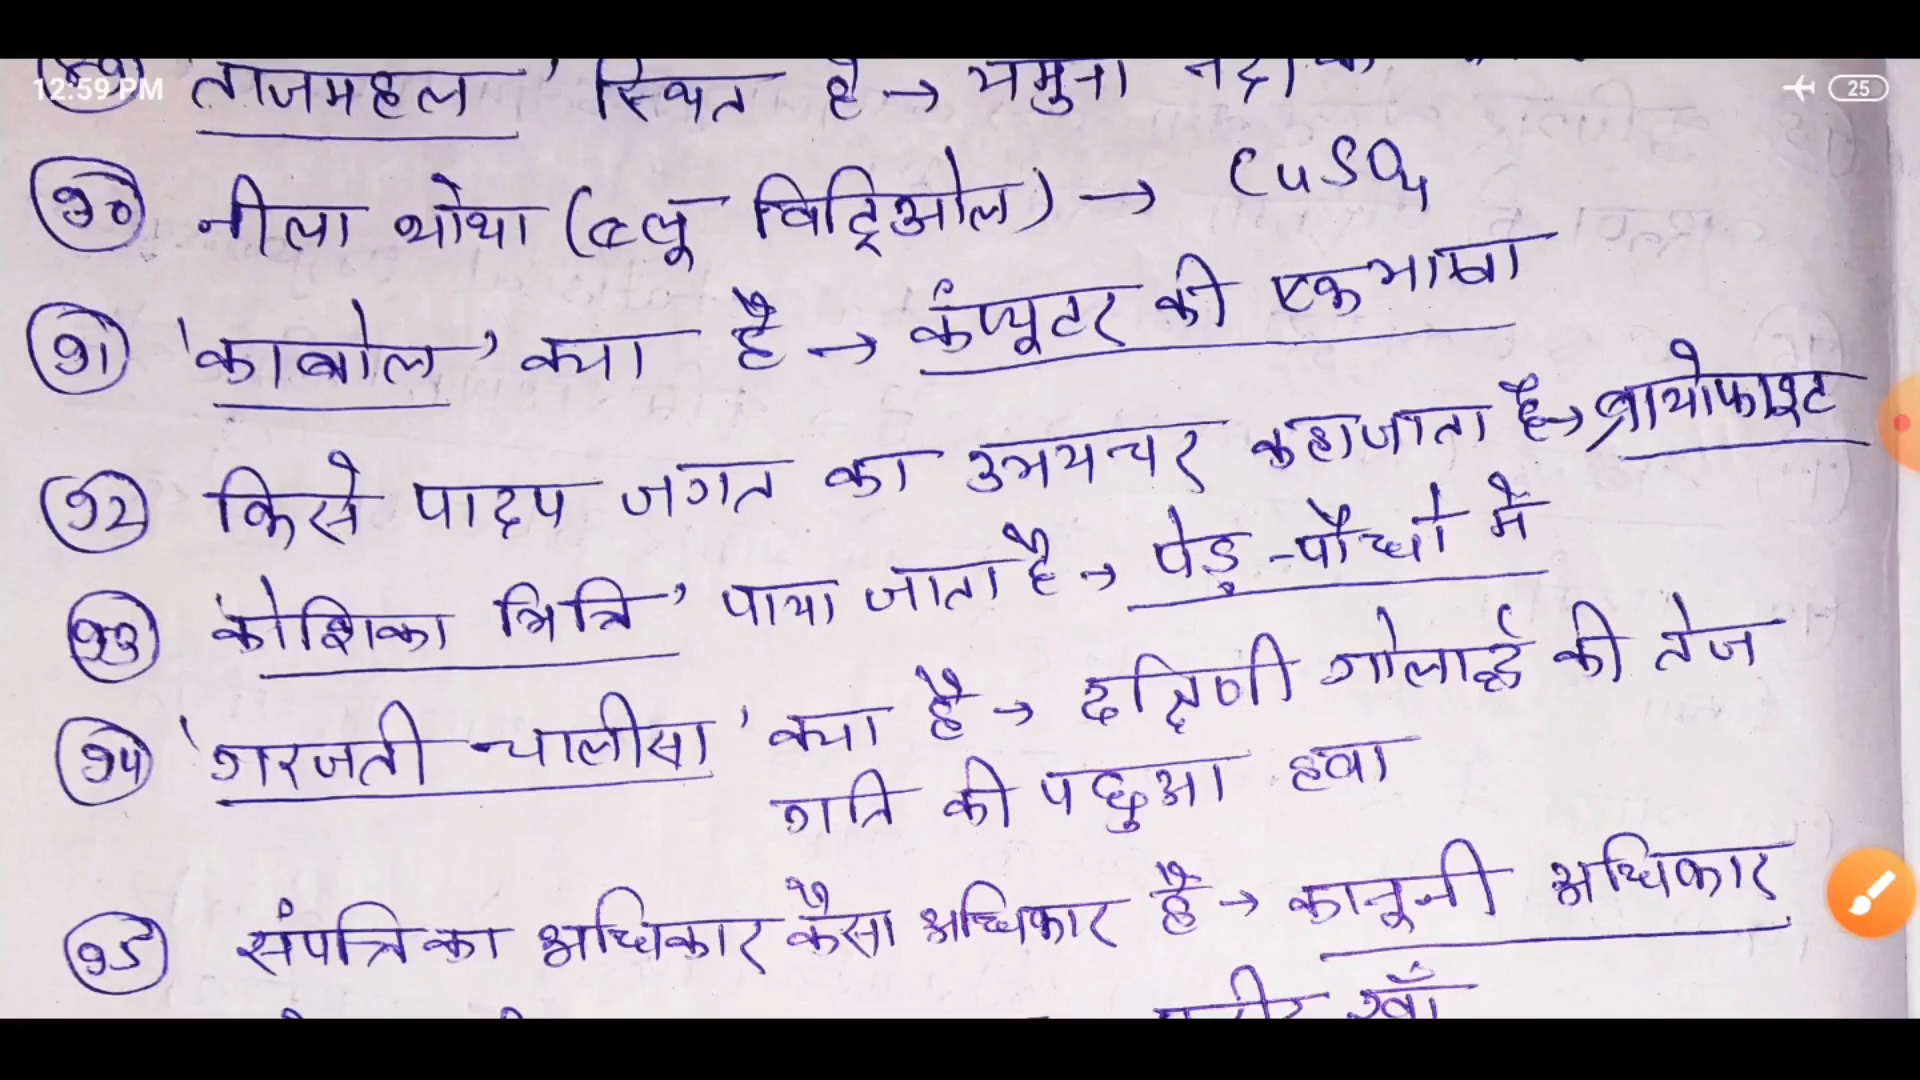 12:59 PM
25
'ताजमहल' स्थित है → यमुना नदी के
90 नीला थोथा (ब्लू विट्रिओल) → CuSO4
91 'काबोल' क्या है → कंप्यूटर की एक भाषा
92 किसे पादप जगत का उभयचर कहा जाता है → ब्रायोफाइट
93 'कोशिका भित्ति' पाया जाता है → पेड़-पौधों में
94 'गरजती चालीसा' क्या है → दक्षिणी गोलार्द्ध की तेज
गति की पछुआ हवा
95 संपत्ति का अधिकार कैसा अधिकार है → कानूनी अधिकार
खाँ